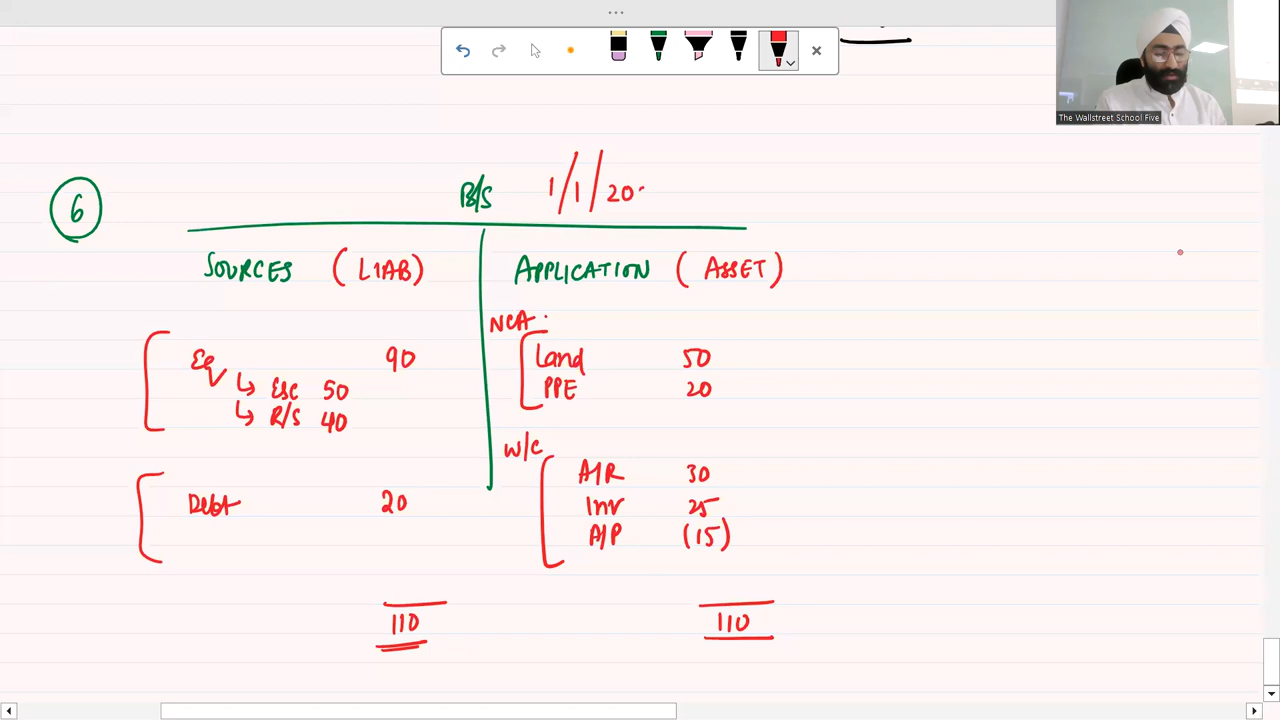 The Wallstreet School Five
6
B/S 1/1/20
SOURCES (LIAB) APPLICATION (ASSET)
NCA
Eq 90 Land 50
↳ Esc 50 PPE 20
↳ R/S 40
W/C
A/R 30
Debt 20 Inv 25
A/P (15)
110 110